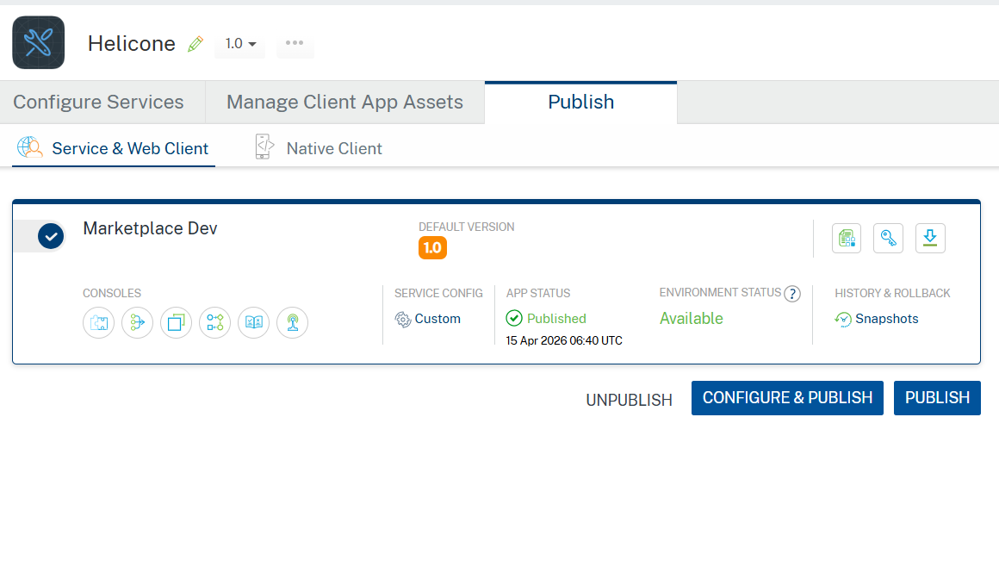 Helicone
1.0
Configure Services
Manage Client App Assets
Publish
Service & Web Client
Native Client
Marketplace Dev
DEFAULT VERSION
1.0
CONSOLES
SERVICE CONFIG
Custom
APP STATUS
Published
15 Apr 2026 06:40 UTC
ENVIRONMENT STATUS ?
Available
HISTORY & ROLLBACK
Snapshots
UNPUBLISH
CONFIGURE & PUBLISH
PUBLISH